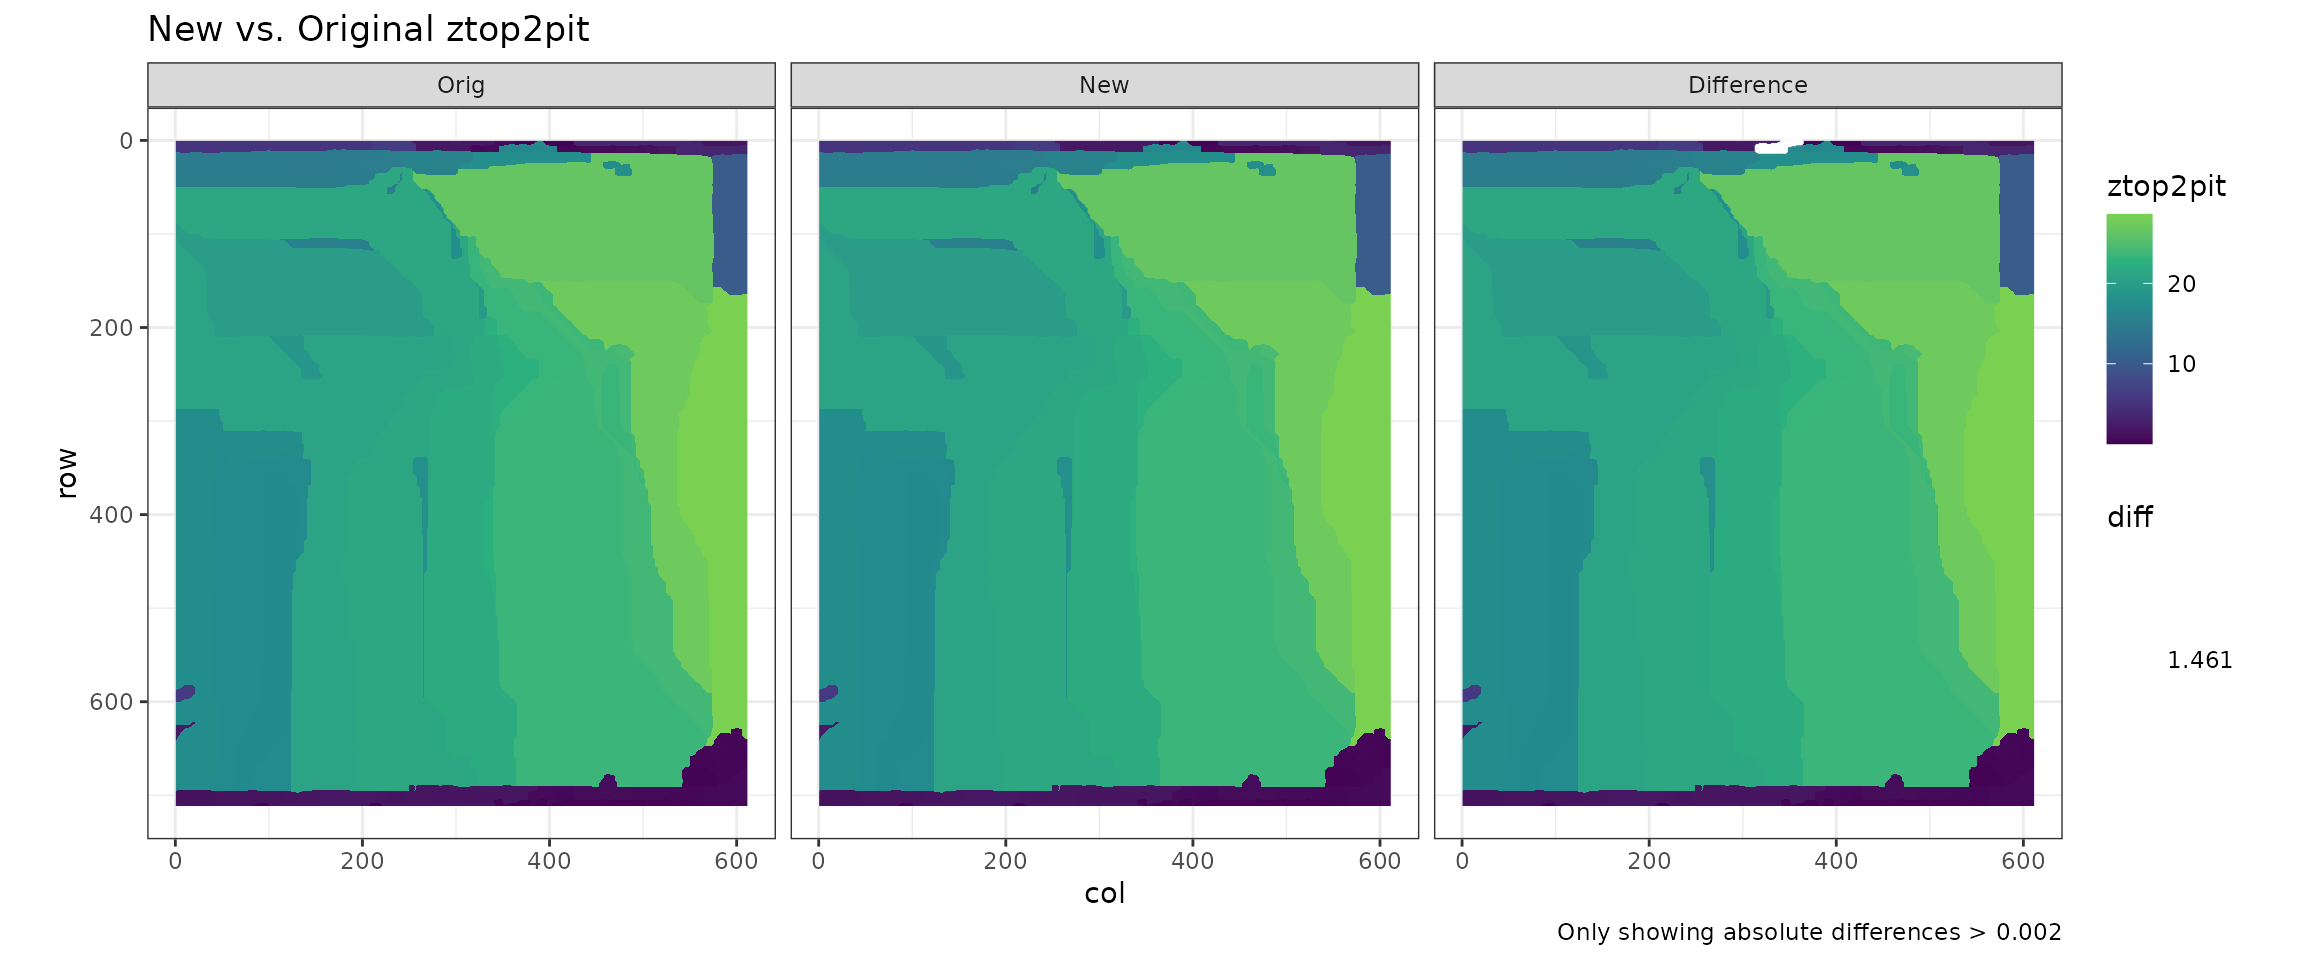 New vs. Original ztop2pit
Orig
New
Difference
0
200
400
600
row
0
200
400
600
0
200
400
600
0
200
400
600
col
ztop2pit
20
10
diff
1.461
Only showing absolute differences > 0.002